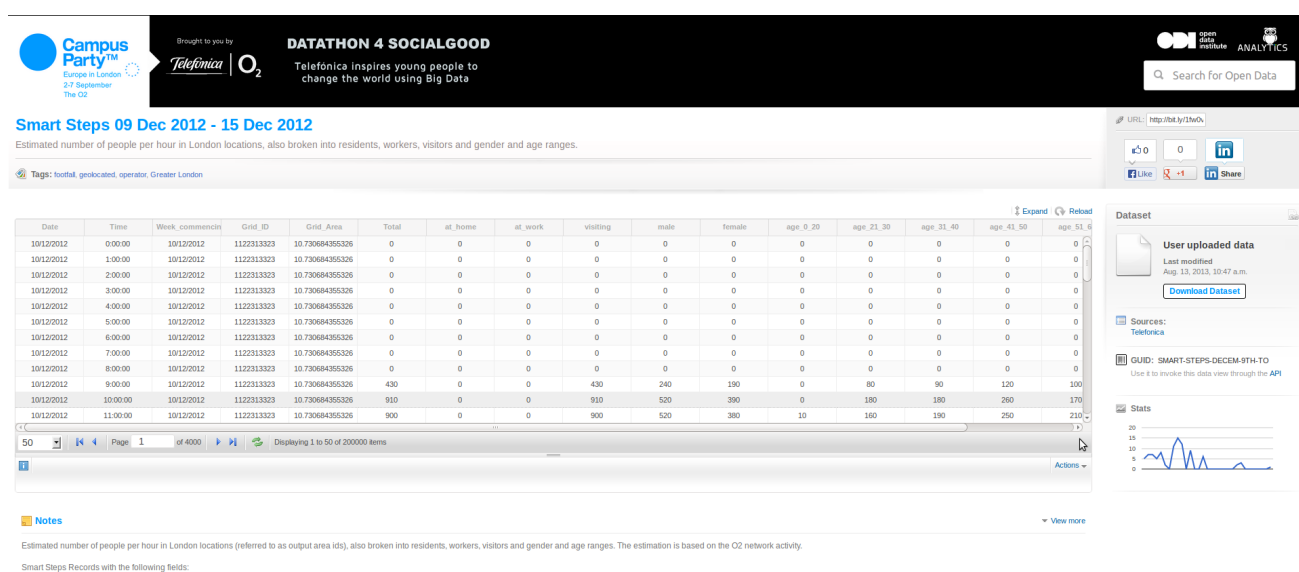 Campus
Party™
Europe in London
2-7 September
The O2
Brought to you by
Telefónica | O2
DATATHON 4 SOCIALGOOD
Telefónica inspires young people to
change the world using Big Data
ODI open data institute
ANALYTICS
Search for Open Data
Smart Steps 09 Dec 2012 - 15 Dec 2012
Estimated number of people per hour in London locations, also broken into residents, workers, visitors and gender and age ranges.
Tags: footfall, geolocated, operator, Greater London
URL: http://bit.ly/1fw0v
0 0 in
Like +1 in Share
Expand Reload
Date Time Week_commencin Grid_ID Grid_Area Total at_home at_work visiting male female age_0_20 age_21_30 age_31_40 age_41_50 age_51_6
10/12/2012 0:00:00 10/12/2012 1122313323 10.730684355326 0 0 0 0 0 0 0 0 0 0 0
10/12/2012 1:00:00 10/12/2012 1122313323 10.730684355326 0 0 0 0 0 0 0 0 0 0 0
10/12/2012 2:00:00 10/12/2012 1122313323 10.730684355326 0 0 0 0 0 0 0 0 0 0 0
10/12/2012 3:00:00 10/12/2012 1122313323 10.730684355326 0 0 0 0 0 0 0 0 0 0 0
10/12/2012 4:00:00 10/12/2012 1122313323 10.730684355326 0 0 0 0 0 0 0 0 0 0 0
10/12/2012 5:00:00 10/12/2012 1122313323 10.730684355326 0 0 0 0 0 0 0 0 0 0 0
10/12/2012 6:00:00 10/12/2012 1122313323 10.730684355326 0 0 0 0 0 0 0 0 0 0 0
10/12/2012 7:00:00 10/12/2012 1122313323 10.730684355326 0 0 0 0 0 0 0 0 0 0 0
10/12/2012 8:00:00 10/12/2012 1122313323 10.730684355326 0 0 0 0 0 0 0 0 0 0 0
10/12/2012 9:00:00 10/12/2012 1122313323 10.730684355326 430 0 0 430 240 190 0 80 90 120 100
10/12/2012 10:00:00 10/12/2012 1122313323 10.730684355326 910 0 0 910 520 390 0 180 180 260 170
10/12/2012 11:00:00 10/12/2012 1122313323 10.730684355326 900 0 0 900 520 380 10 160 190 250 210
50 Page 1 of 4000 Displaying 1 to 50 of 200000 items
Actions
Dataset
User uploaded data
Last modified
Aug. 13, 2013, 10:47 a.m.
Download Dataset
Sources:
Telefonica
GUID: SMART-STEPS-DECEM-9TH-TO
Use it to invoke this data view through the API
Stats
20
15
10
5
0
Notes
View more
Estimated number of people per hour in London locations (referred to as output area ids), also broken into residents, workers, visitors and gender and age ranges. The estimation is based on the O2 network activity.
Smart Steps Records with the following fields: